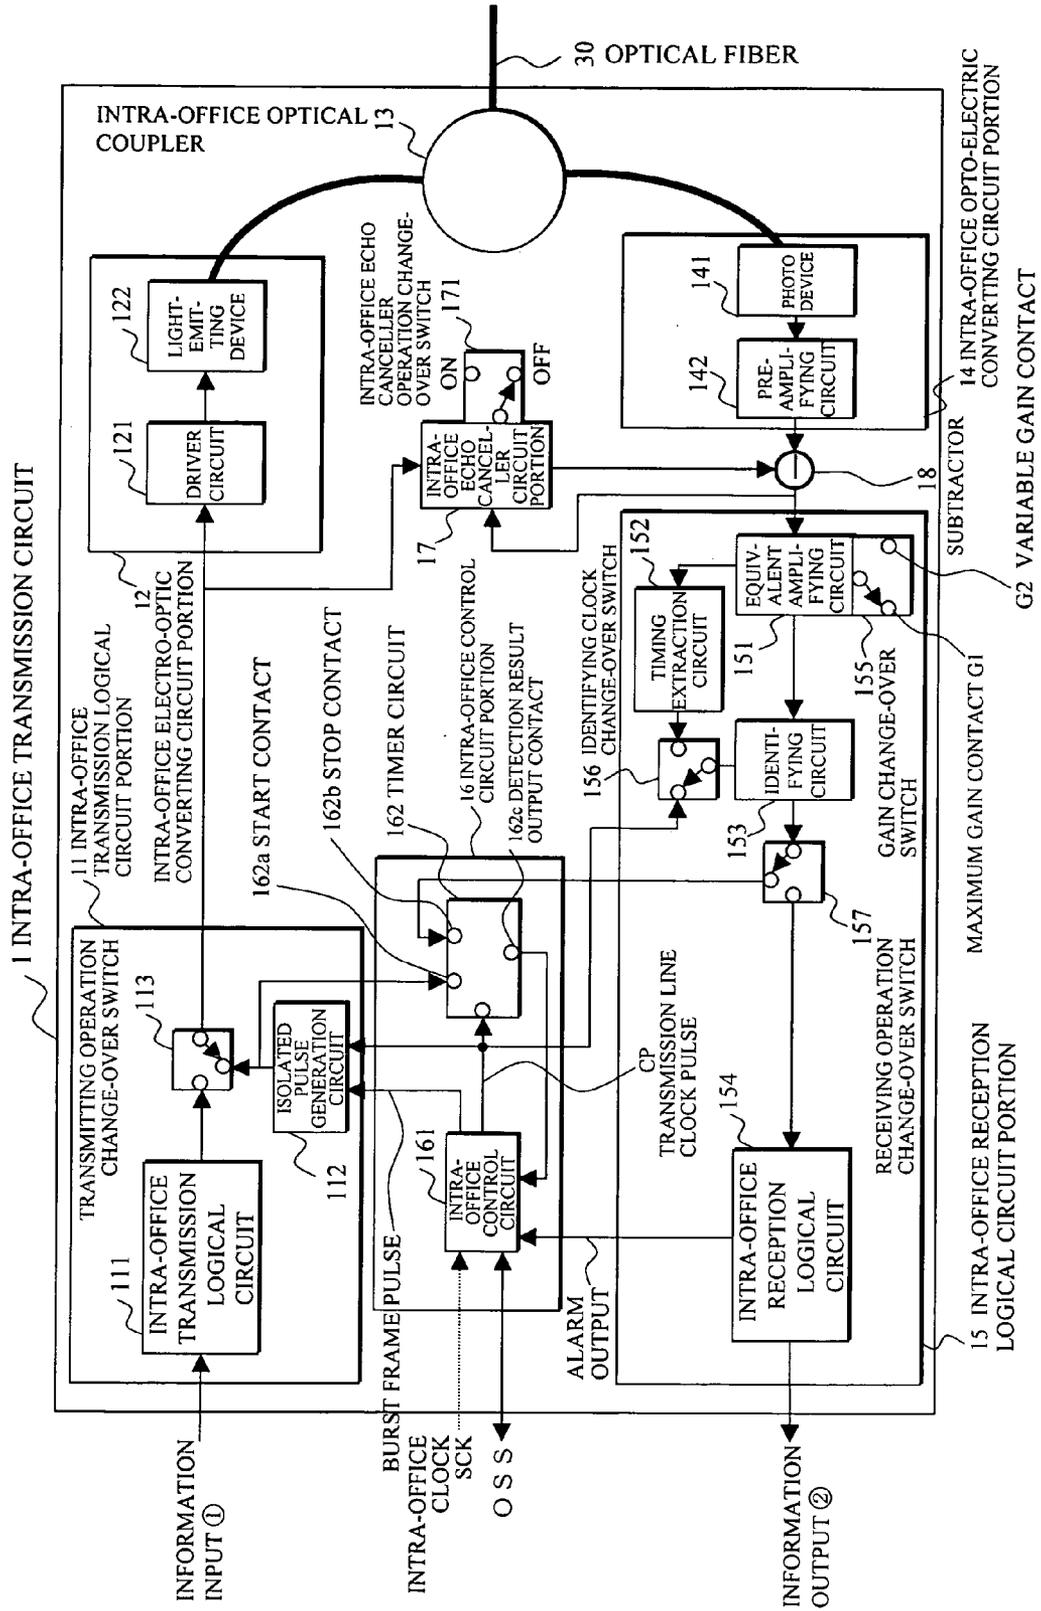 1 INTRA-OFFICE TRANSMISSION CIRCUIT
11 INTRA-OFFICE
TRANSMISSION LOGICAL
CIRCUIT PORTION
TRANSMITTING OPERATION
CHANGE-OVER SWITCH
113
111
INTRA-OFFICE
TRANSMISSION
LOGICAL
CIRCUIT
ISOLATED
PULSE
GENERATION
CIRCUIT
112
INFORMATION
INPUT ①
12
INTRA-OFFICE ELECTRO-OPTIC
CONVERTING CIRCUIT PORTION
121
DRIVER
CIRCUIT
122
LIGHT-
EMIT-
TING
DEVICE
INTRA-OFFICE OPTICAL
COUPLER
13
30 OPTICAL FIBER
162a START CONTACT
162b STOP CONTACT
162 TIMER CIRCUIT
16 INTRA-OFFICE CONTROL
CIRCUIT PORTION
162c DETECTION RESULT
OUTPUT CONTACT
INTRA-OFFICE ECHO
CANCELLER
OPERATION CHANGE-
OVER SWITCH
171
ON
OFF
INTRA-
OFFICE
ECHO
CANCEL-
LER
CIRCUIT
PORTION
17
BURST FRAME PULSE
INTRA-OFFICE
CLOCK
SCK
OSS
161
INTRA-
OFFICE
CONTROL
CIRCUIT
CP
TRANSMISSION LINE
CLOCK PULSE
ALARM
OUTPUT
IDENTIFYING CLOCK
CHANGE-OVER SWITCH
156
152
TIMING
EXTRACTION
CIRCUIT
141
PHOTO
DEVICE
142
PRE-
AMPLI-
FYING
CIRCUIT
14 INTRA-OFFICE OPTO-ELECTRIC
CONVERTING CIRCUIT PORTION
18
SUBTRACTOR
151
EQUIV-
ALENT
AMPLI-
FYING
CIRCUIT
153
IDENTI-
FYING
CIRCUIT
155
GAIN CHANGE-OVER
SWITCH
G2 VARIABLE GAIN CONTACT
MAXIMUM GAIN CONTACT G1
157
RECEIVING OPERATION
CHANGE-OVER SWITCH
154
INTRA-OFFICE
RECEPTION
LOGICAL
CIRCUIT
15 INTRA-OFFICE RECEPTION
LOGICAL CIRCUIT PORTION
INFORMATION
OUTPUT ②